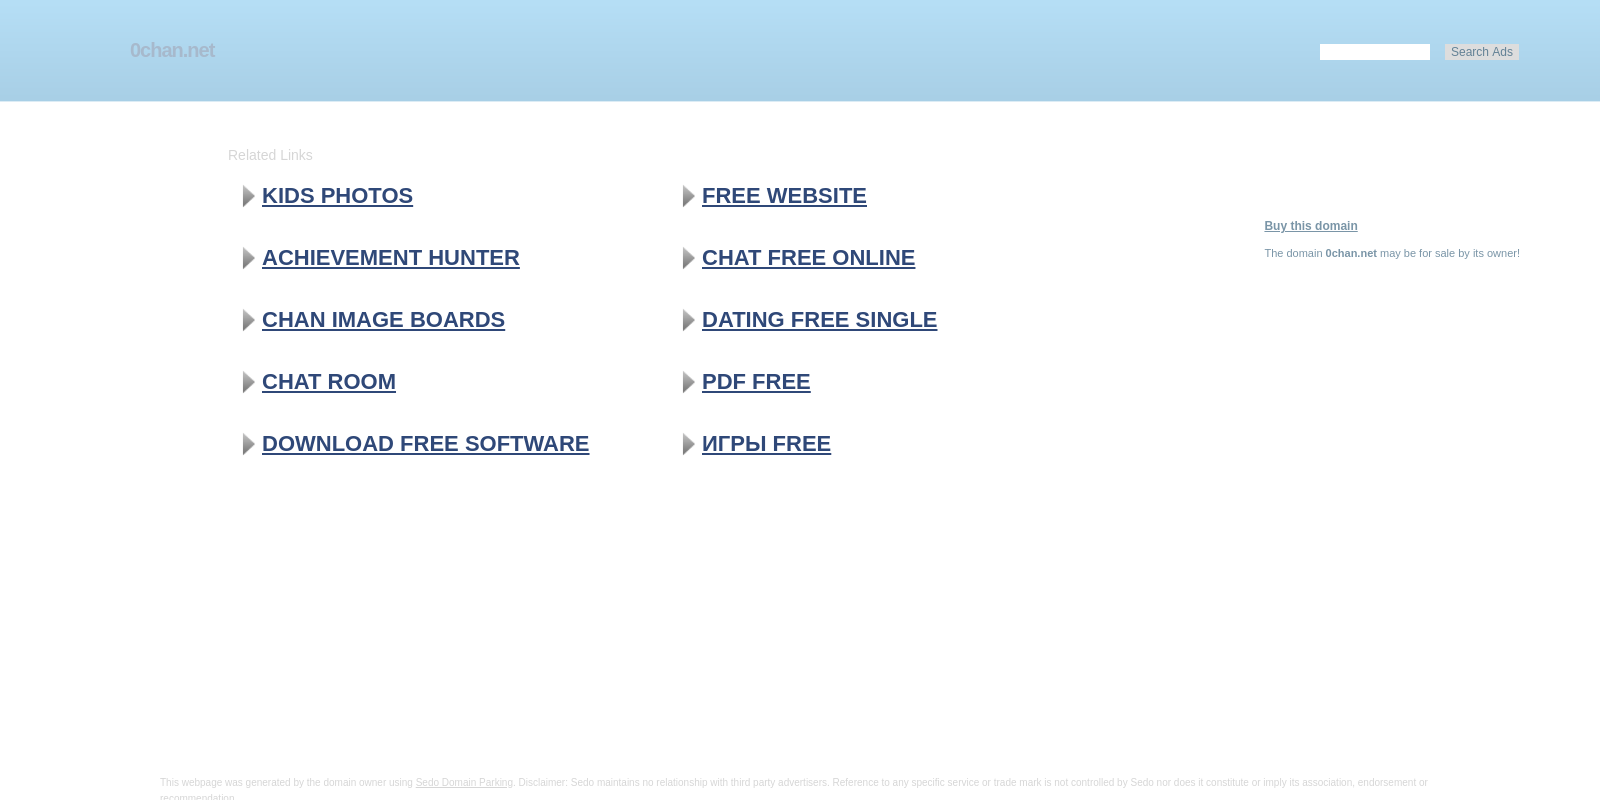 0chan.net
Search Ads
Related Links
KIDS PHOTOS
FREE WEBSITE
ACHIEVEMENT HUNTER
CHAT FREE ONLINE
CHAN IMAGE BOARDS
DATING FREE SINGLE
CHAT ROOM
PDF FREE
DOWNLOAD FREE SOFTWARE
ИГРЫ FREE
Buy this domain
The domain 0chan.net may be for sale by its owner!
This webpage was generated by the domain owner using Sedo Domain Parking. Disclaimer: Sedo maintains no relationship with third party advertisers. Reference to any specific service or trade mark is not controlled by Sedo nor does it constitute or imply its association, endorsement or
recommendation.